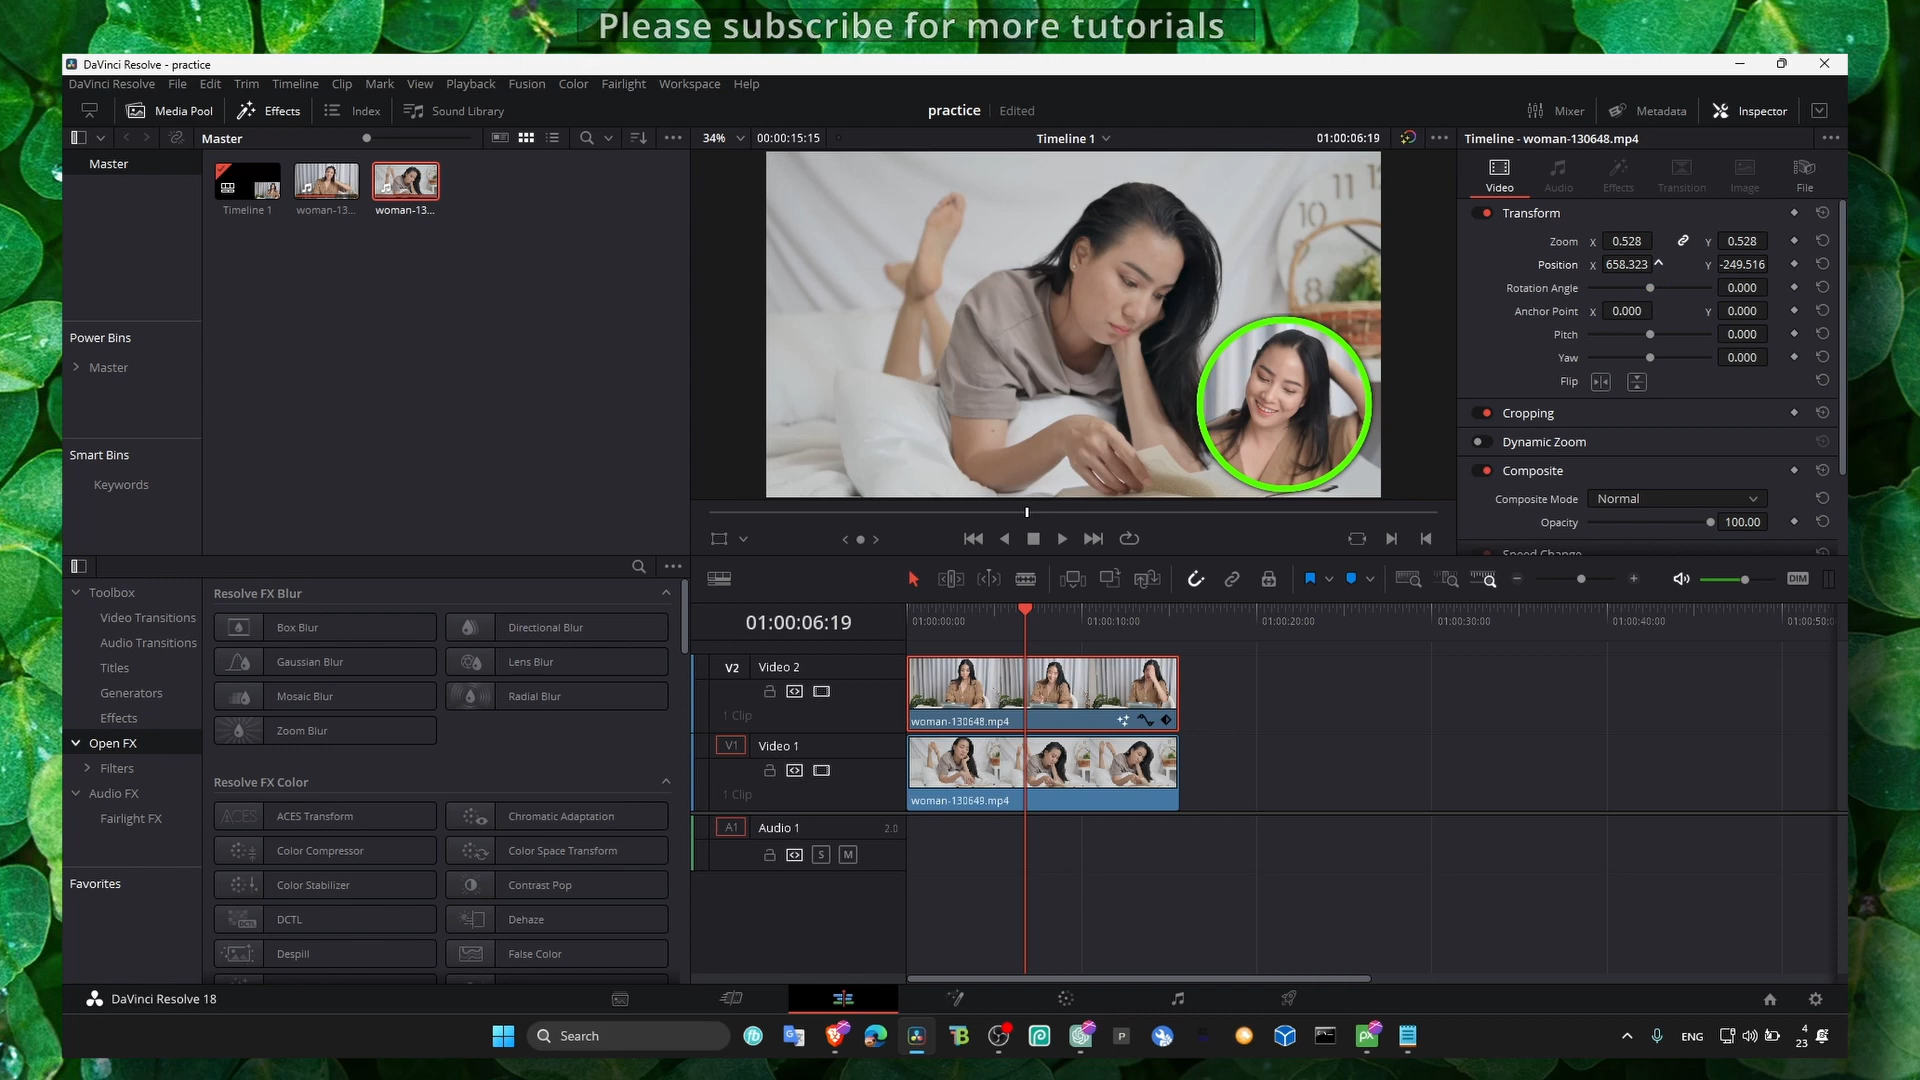 Please subscribe for more tutorials
DaVinci Resolve - practice
DaVinci Resolve File Edit Trim Timeline Clip Mark View Playback Fusion Color Fairlight Workspace Help
Media Pool Effects Index Sound Library practice Edited Mixer Metadata Inspector
Master 34% 00:00:15:15 Timeline 1 01:00:06:19 Timeline - woman-130648.mp4
Master
Timeline 1 woman-13... woman-13...
Video Audio Effects Transition Image File
Transform
Zoom X 0.528 Y 0.528
Position X 658.323 Y -249.516
Rotation Angle 0.000
Anchor Point X 0.000 Y 0.000
Pitch 0.000
Yaw 0.000
Flip
Cropping
Dynamic Zoom
Composite
Composite Mode Normal
Opacity 100.00
Speed Change
Power Bins
Master
Smart Bins
Keywords
Toolbox
Video Transitions
Audio Transitions
Titles
Generators
Effects
Open FX
Filters
Audio FX
Fairlight FX
Favorites
Resolve FX Blur
Box Blur Directional Blur
Gaussian Blur Lens Blur
Mosaic Blur Radial Blur
Zoom Blur
Resolve FX Color
ACES ACES Transform Chromatic Adaptation
Color Compressor Color Space Transform
Color Stabilizer Contrast Pop
DCTL DCTL Dehaze
Despill False Color
DIM
01:00:06:19 01:00:00:00 01:00:10:00 01:00:20:00 01:00:30:00 01:00:40:00 01:00:50:0
V2 Video 2
1 Clip
woman-130648.mp4
V1 Video 1
1 Clip
woman-130649.mp4
A1 Audio 1 2.0
S M
DaVinci Resolve 18
Search ENG 4
23